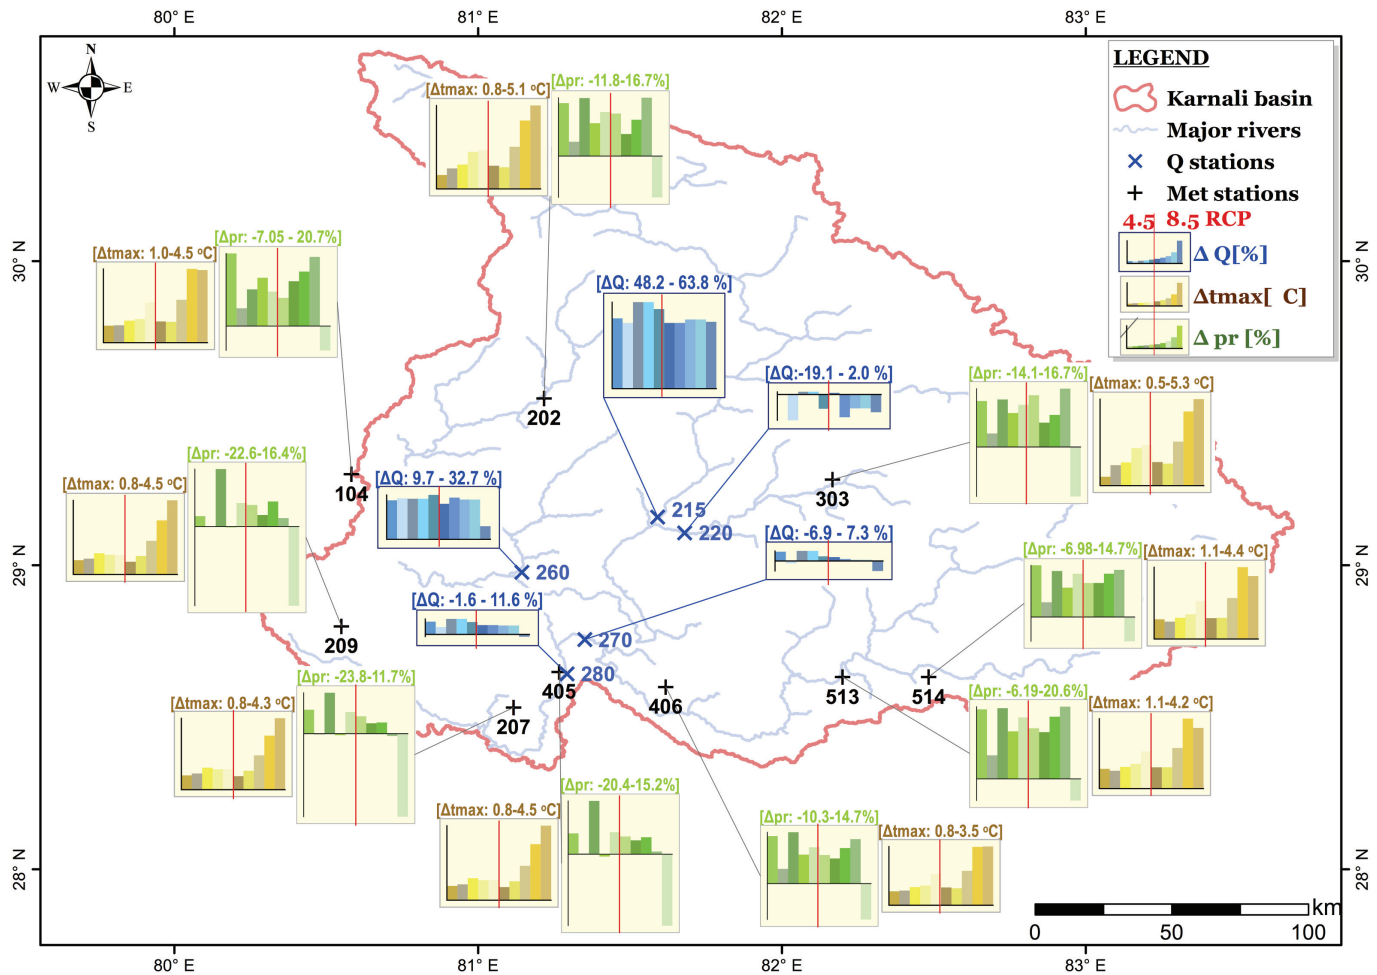 80° E 81° E 82° E 83° E
N
W E
S
LEGEND
Karnali basin
Major rivers
Q stations
Met stations
4.5 8.5 RCP
Δ Q[%]
Δtmax[ C]
Δ pr [%]
[Δtmax: 0.8-5.1 ºC]
[Δpr: -11.8-16.7%]
[Δtmax: 1.0-4.5 ºC]
[Δpr: -7.05 - 20.7%]
30° N
30° N
[ΔQ: 48.2 - 63.8 %]
[ΔQ:-19.1 - 2.0 %]
[Δpr: -14.1-16.7%]
[Δtmax: 0.5-5.3ºC]
202
[Δpr: -22.6-16.4%]
[Δtmax: 0.8-4.5 ºC]
104
[ΔQ: 9.7 - 32.7 %]
303
215
220
[ΔQ: -6.9 - 7.3 %]
[Δpr: -6.98-14.7%]
[Δtmax: 1.1-4.4 ºC]
29° N
29° N
260
[ΔQ: -1.6 - 11.6 %]
209
270
280
405
406
207
513
514
[Δpr: -23.8-11.7%]
[Δtmax: 0.8-4.3 ºC]
[Δpr: -6.19-20.6%]
[Δtmax: 1.1-4.2 ºC]
[Δpr: -20.4-15.2%]
[Δtmax: 0.8-4.5 ºC]
[Δpr: -10.3-14.7%]
[Δtmax: 0.8-3.5 ºC]
28° N
28° N
km
0 50 100
80° E 81° E 82° E 83° E